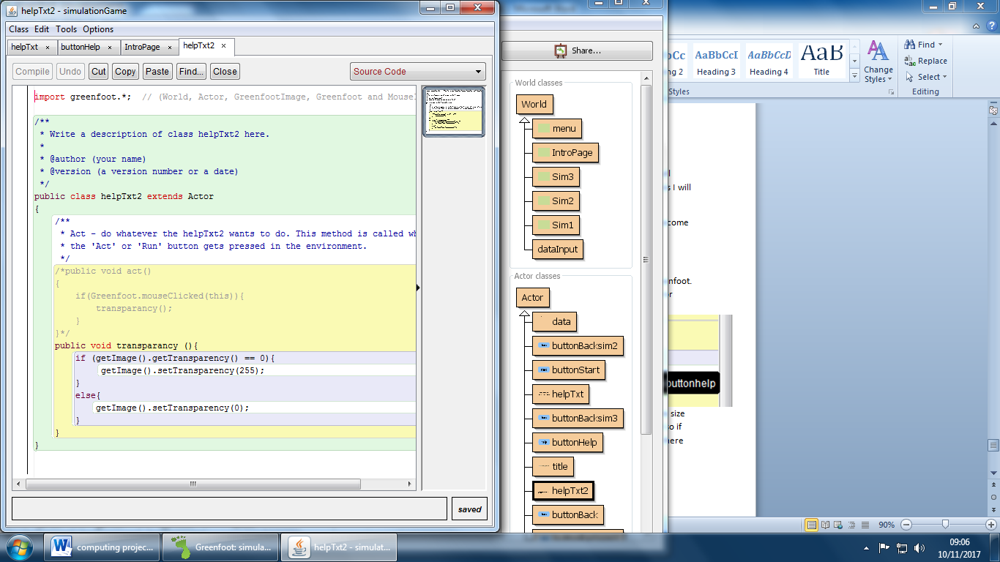 helpTxt2 - simulationGame
Class Edit Tools Options
helpTxt × buttonHelp × IntroPage × helpTxt2 ×
Compile Undo Cut Copy Paste Find... Close Source Code
import greenfoot.*;  // (World, Actor, GreenfootImage, Greenfoot and Mouse
/**
 * Write a description of class helpTxt2 here.
 *
 * @author (your name)
 * @version (a version number or a date)
 */
public class helpTxt2 extends Actor
{
/**
 * Act - do whatever the helpTxt2 wants to do. This method is called wh
 * the 'Act' or 'Run' button gets pressed in the environment.
 */
/*public void act()
{
if(Greenfoot.mouseClicked(this)){
transparancy();
}
}*/
public void transparancy (){
if (getImage().getTransparency() == 0){
getImage().setTransparency(255);
}
else{
getImage().setTransparency(0);
}
}
}
saved
Share...
World classes
World
menu
IntroPage
Sim3
Sim2
Sim1
dataInput
Actor classes
Actor
data
buttonBacksim2
buttonStart
helpTxt
buttonBacksim3
buttonHelp
title
helpTxt2
buttonBack
AaBbCcI AaBbCcD AaB
ng 2 Heading 3 Heading 4 Title
Change Styles
Find
Replace
Select
Styles
Editing
s I will
come
nfoot.
or
buttonhelp
size
so if
here
90%
computing projec... Greenfoot: simula... helpTxt2 - simulat...
09:06
10/11/2017